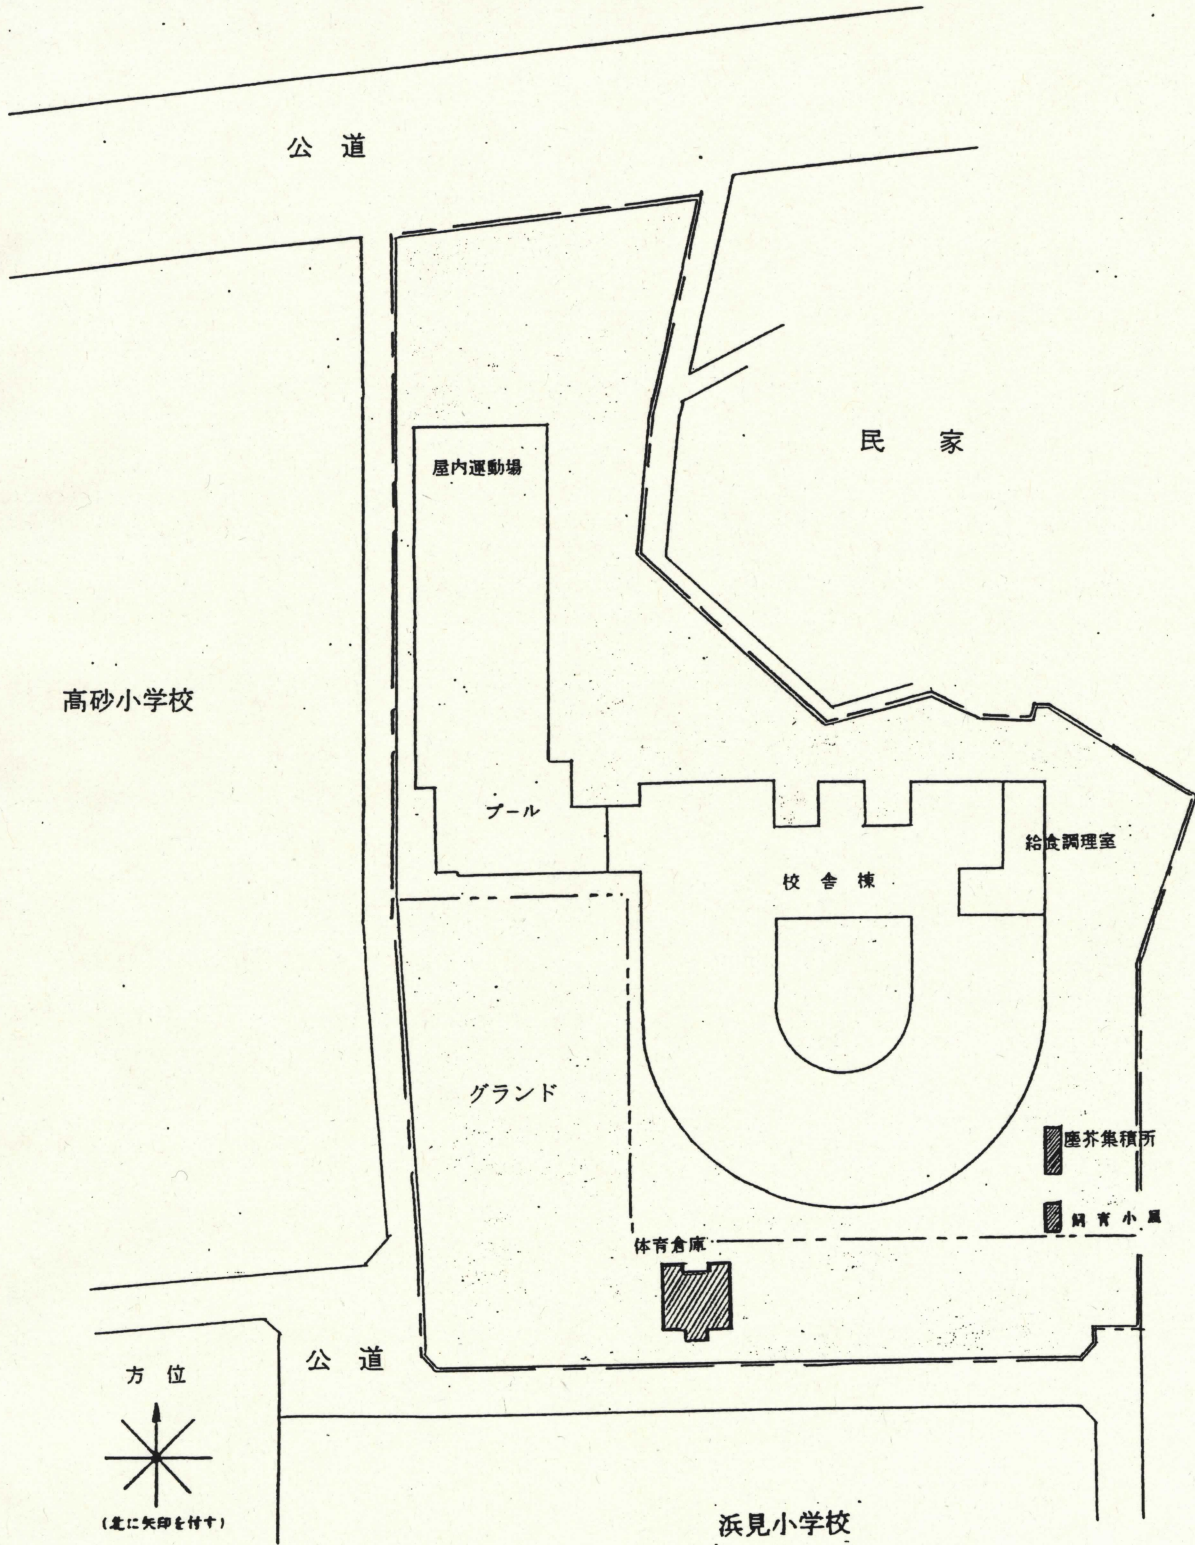 公 道
民 家
屋内運動場
高砂小学校
プール
給食調理室
校 舎 棟
グランド
塵芥集積所
飼 育 小 屋
体育倉庫
公 道
方 位
(北に矢印を付す)
浜見小学校